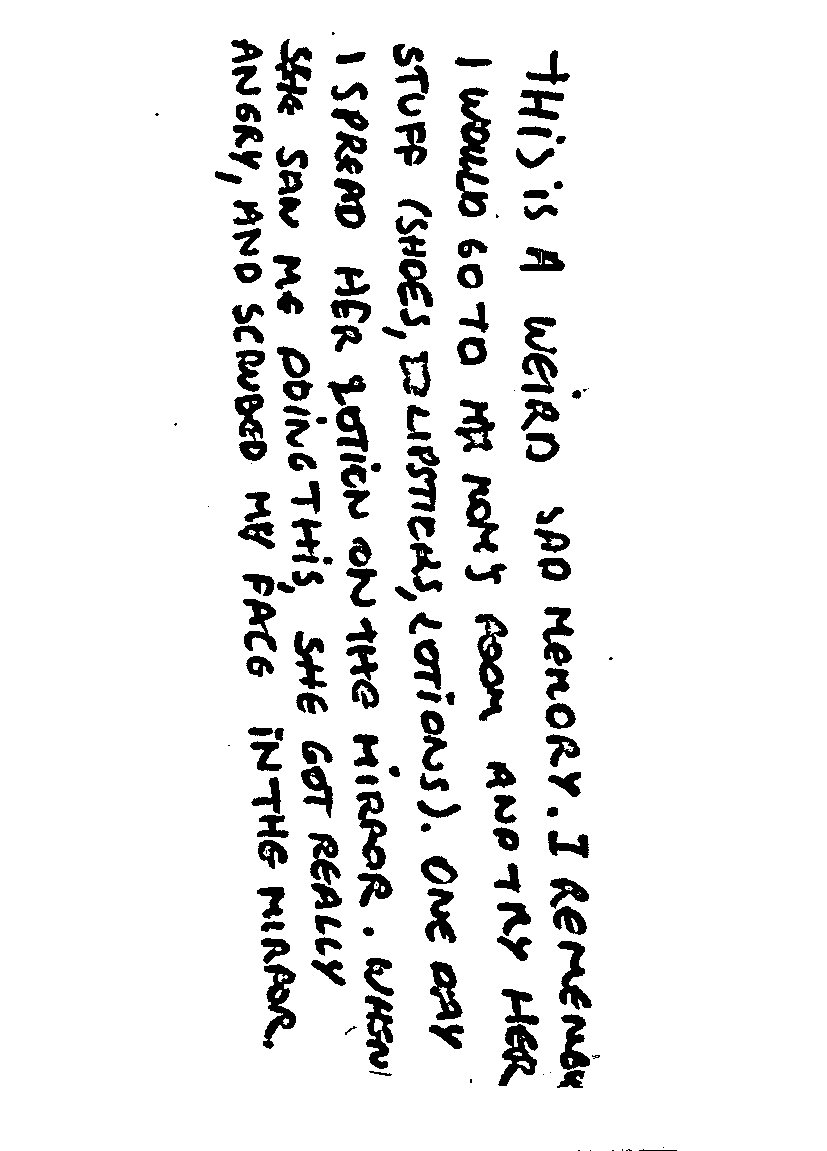 THIS IS A WEIRD SAD MEMORY. I REMEMBER
I WOULD GO TO MY MOM'S ROOM AND TRY HER
STUFF (SHOES, LIPSTICKS, LOTIONS). ONE DAY
I SPREAD HER LOTION ON THE MIRROR. WHEN
SHE SAW ME DOING THIS, SHE GOT REALLY
ANGRY, AND SCRUBED MY FACE IN THE MIRROR.